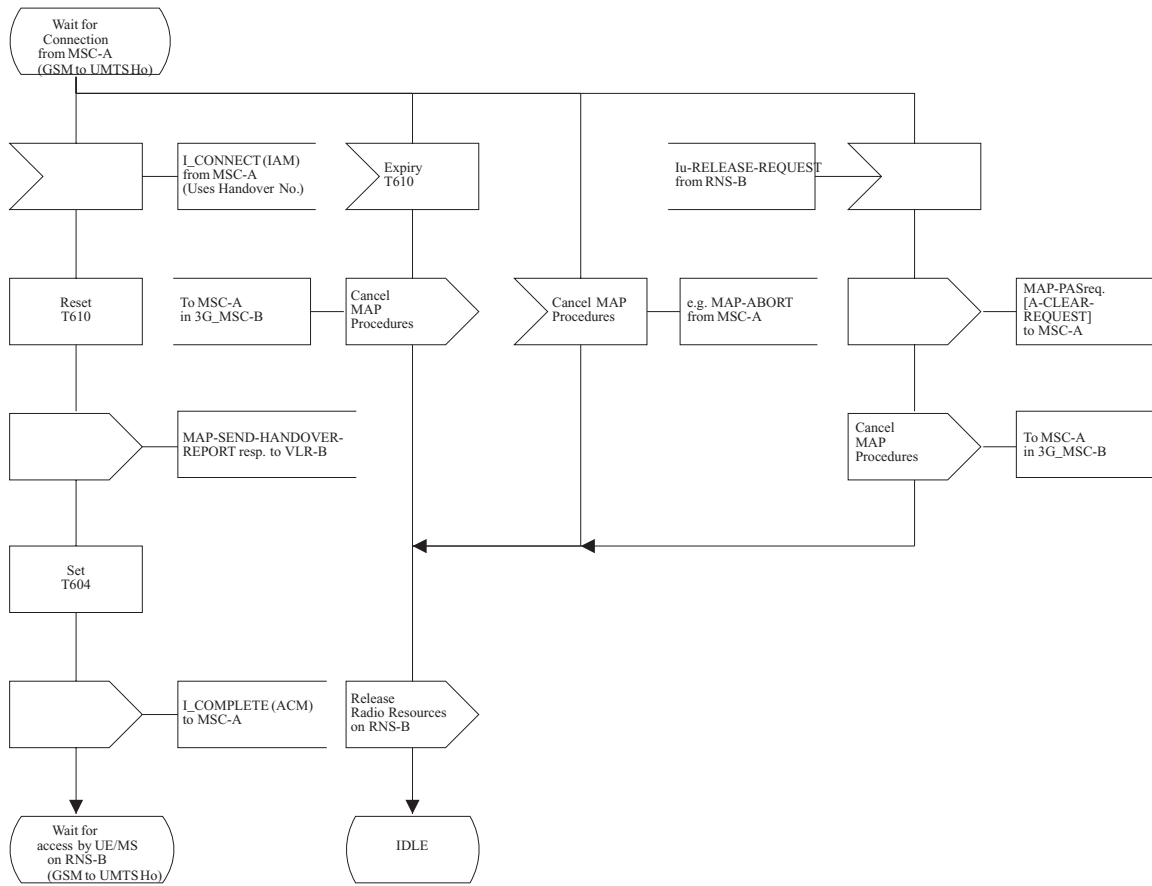 Wait for
Connection
from MSC-A
(GSM to UMTS Ho)
I_CONNECT (IAM)
from MSC-A
(Uses Handover No.)
Expiry
T610
Iu-RELEASE-REQUEST
from RNS-B
Reset
T610
To MSC-A
in 3G_MSC-B
Cancel
MAP
Procedures
Cancel MAP
Procedures
e.g. MAP-ABORT
from MSC-A
MAP-PASreq.
[A-CLEAR-
REQUEST]
to MSC-A
MAP-SEND-HANDOVER-
REPORT resp. to VLR-B
Cancel
MAP
Procedures
To MSC-A
in 3G_MSC-B
Set
T604
I_COMPLETE (ACM)
to MSC-A
Release
Radio Resources
on RNS-B
Wait for
access by UE/MS
on RNS-B
(GSM to UMTS Ho)
IDLE